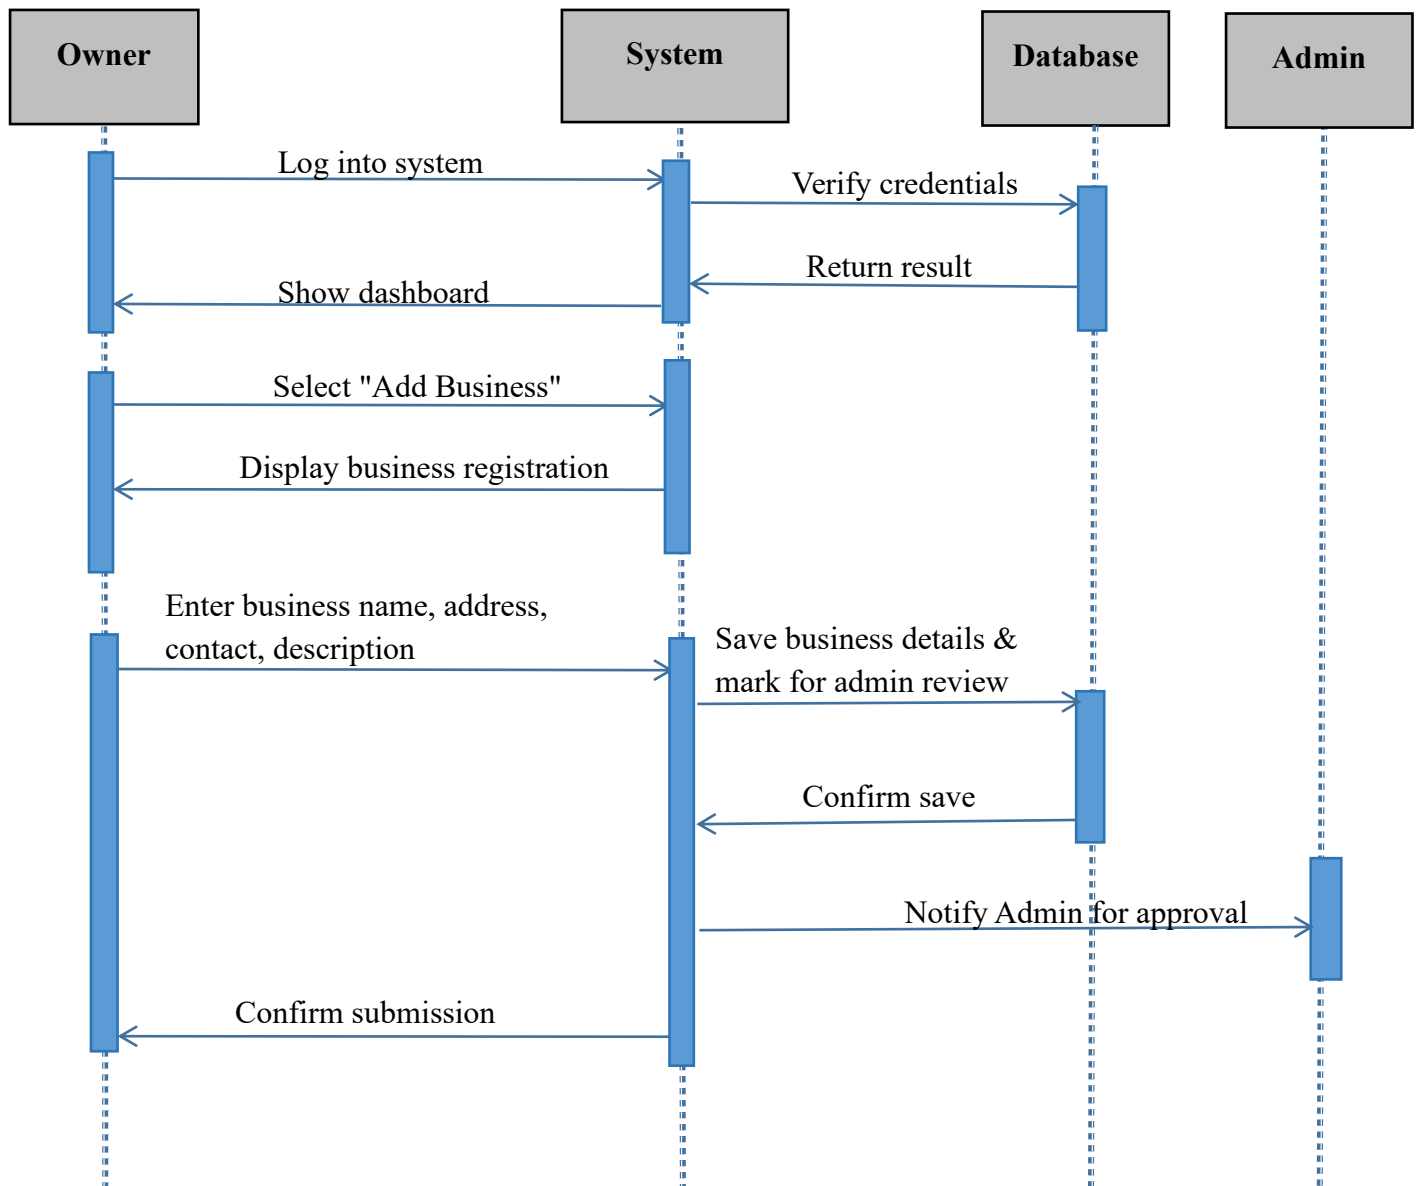 Owner
System
Database
Admin
Log into system
Verify credentials
Return result
Show dashboard
Select "Add Business"
Display business registration
Enter business name, address,
contact, description
Save business details &
mark for admin review
Confirm save
Notify Admin for approval
Confirm submission